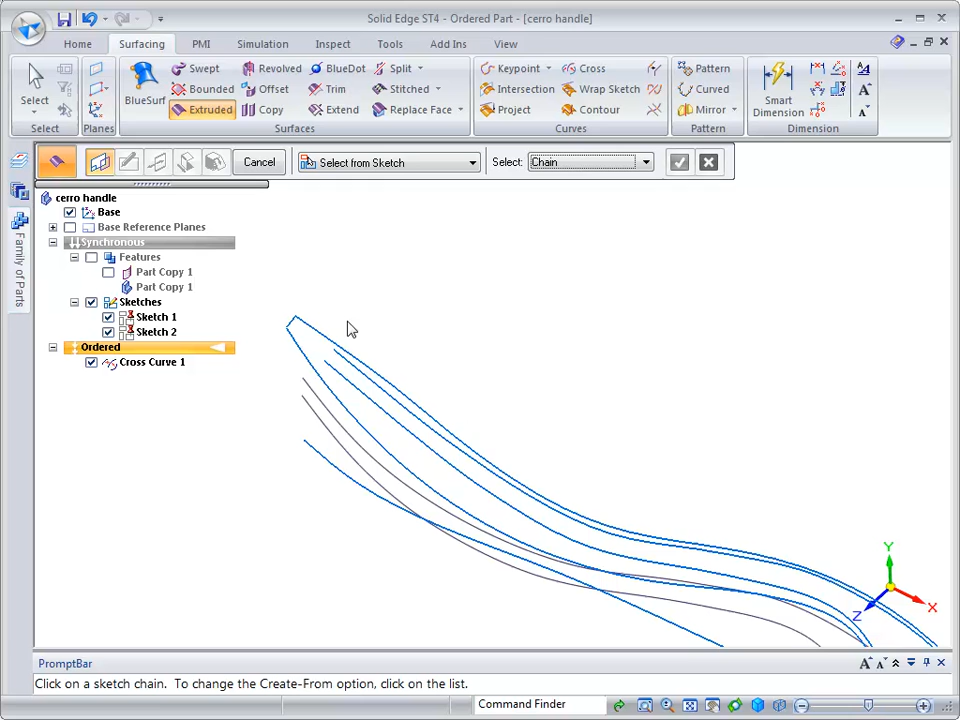 Solid Edge ST4 - Ordered Part - [cerro handle]
Home Surfacing PMI Simulation Inspect Tools Add Ins View
Select
Select
Planes
BlueSurf
Swept Revolved BlueDot Split
Bounded Offset Trim Stitched
Extruded Copy Extend Replace Face
Surfaces
Keypoint Cross
Intersection Wrap Sketch
Project Contour
Curves
Pattern
Curved
Mirror
Pattern
Smart Dimension
Dimension
Cancel Select from Sketch Select: Chain
cerro handle
Base
Base Reference Planes
Synchronous
Features
Part Copy 1
Part Copy 1
Sketches
Sketch 1
Sketch 2
Ordered
Cross Curve 1
Family of Parts
Y
X
Z
PromptBar
Click on a sketch chain. To change the Create-From option, click on the list.
Command Finder